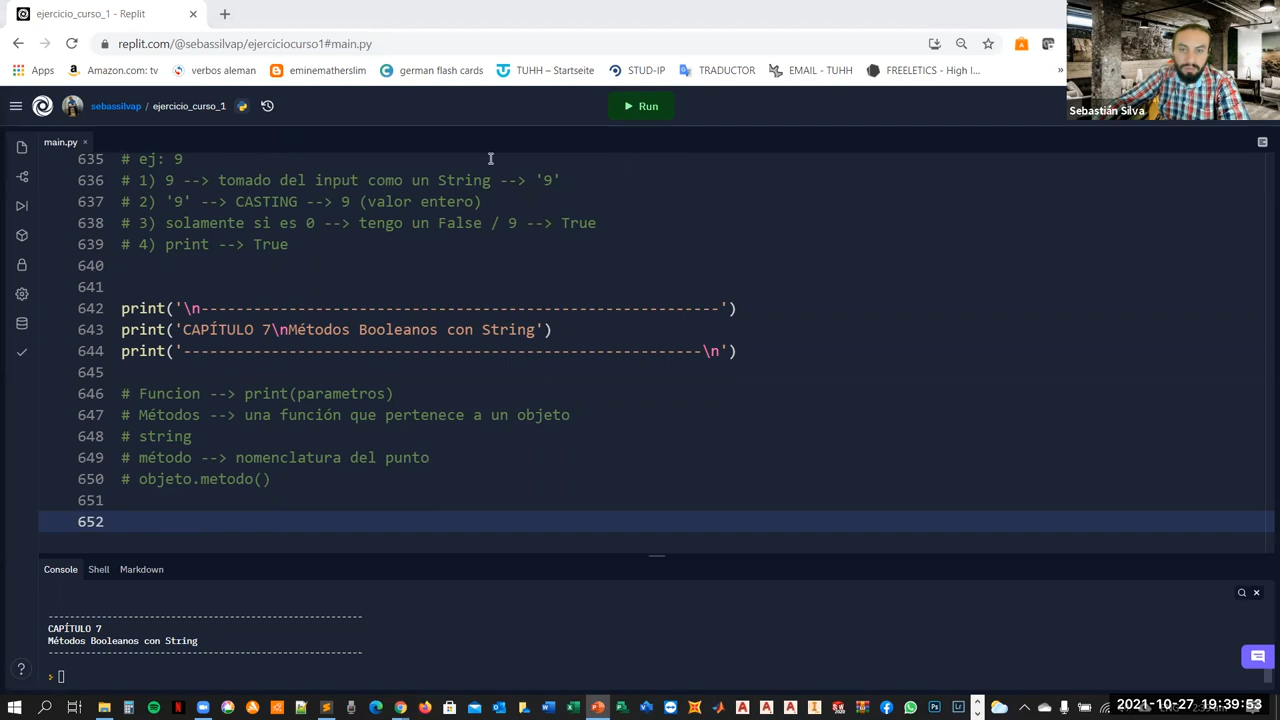 ejercicio_curso_1 - Replit
replit.com/@sebassilvap/ejerciciocurso1#main.py
Apps
Amazon.com: tv
verbos aleman
eminematherslim
german flash cards
TUHH – Startseite
STUD-IP
TRADUCTOR
EMAIL - TUHH
FREELETICS - High I...
»
Sebastián Silva
sebassilvap / ejercicio_curso_1
Run
main.py
635 # ej: 9
636 # 1) 9 --> tomado del input como un String --> '9'
637 # 2) '9' --> CASTING --> 9 (valor entero)
638 # 3) solamente si es 0 --> tengo un False / 9 --> True
639 # 4) print --> True
640
641
642 print('\n-----------------------------------------------------------')
643 print('CAPÍTULO 7\nMétodos Booleanos con String')
644 print('-----------------------------------------------------------\n')
645
646 # Funcion --> print(parametros)
647 # Métodos --> una función que pertenece a un objeto
648 # string
649 # método --> nomenclatura del punto
650 # objeto.metodo()
651
652
Console
Shell
Markdown
-----------------------------------------------------------
CAPÍTULO 7
Métodos Booleanos con String
-----------------------------------------------------------
2021-10-27 19:39:53